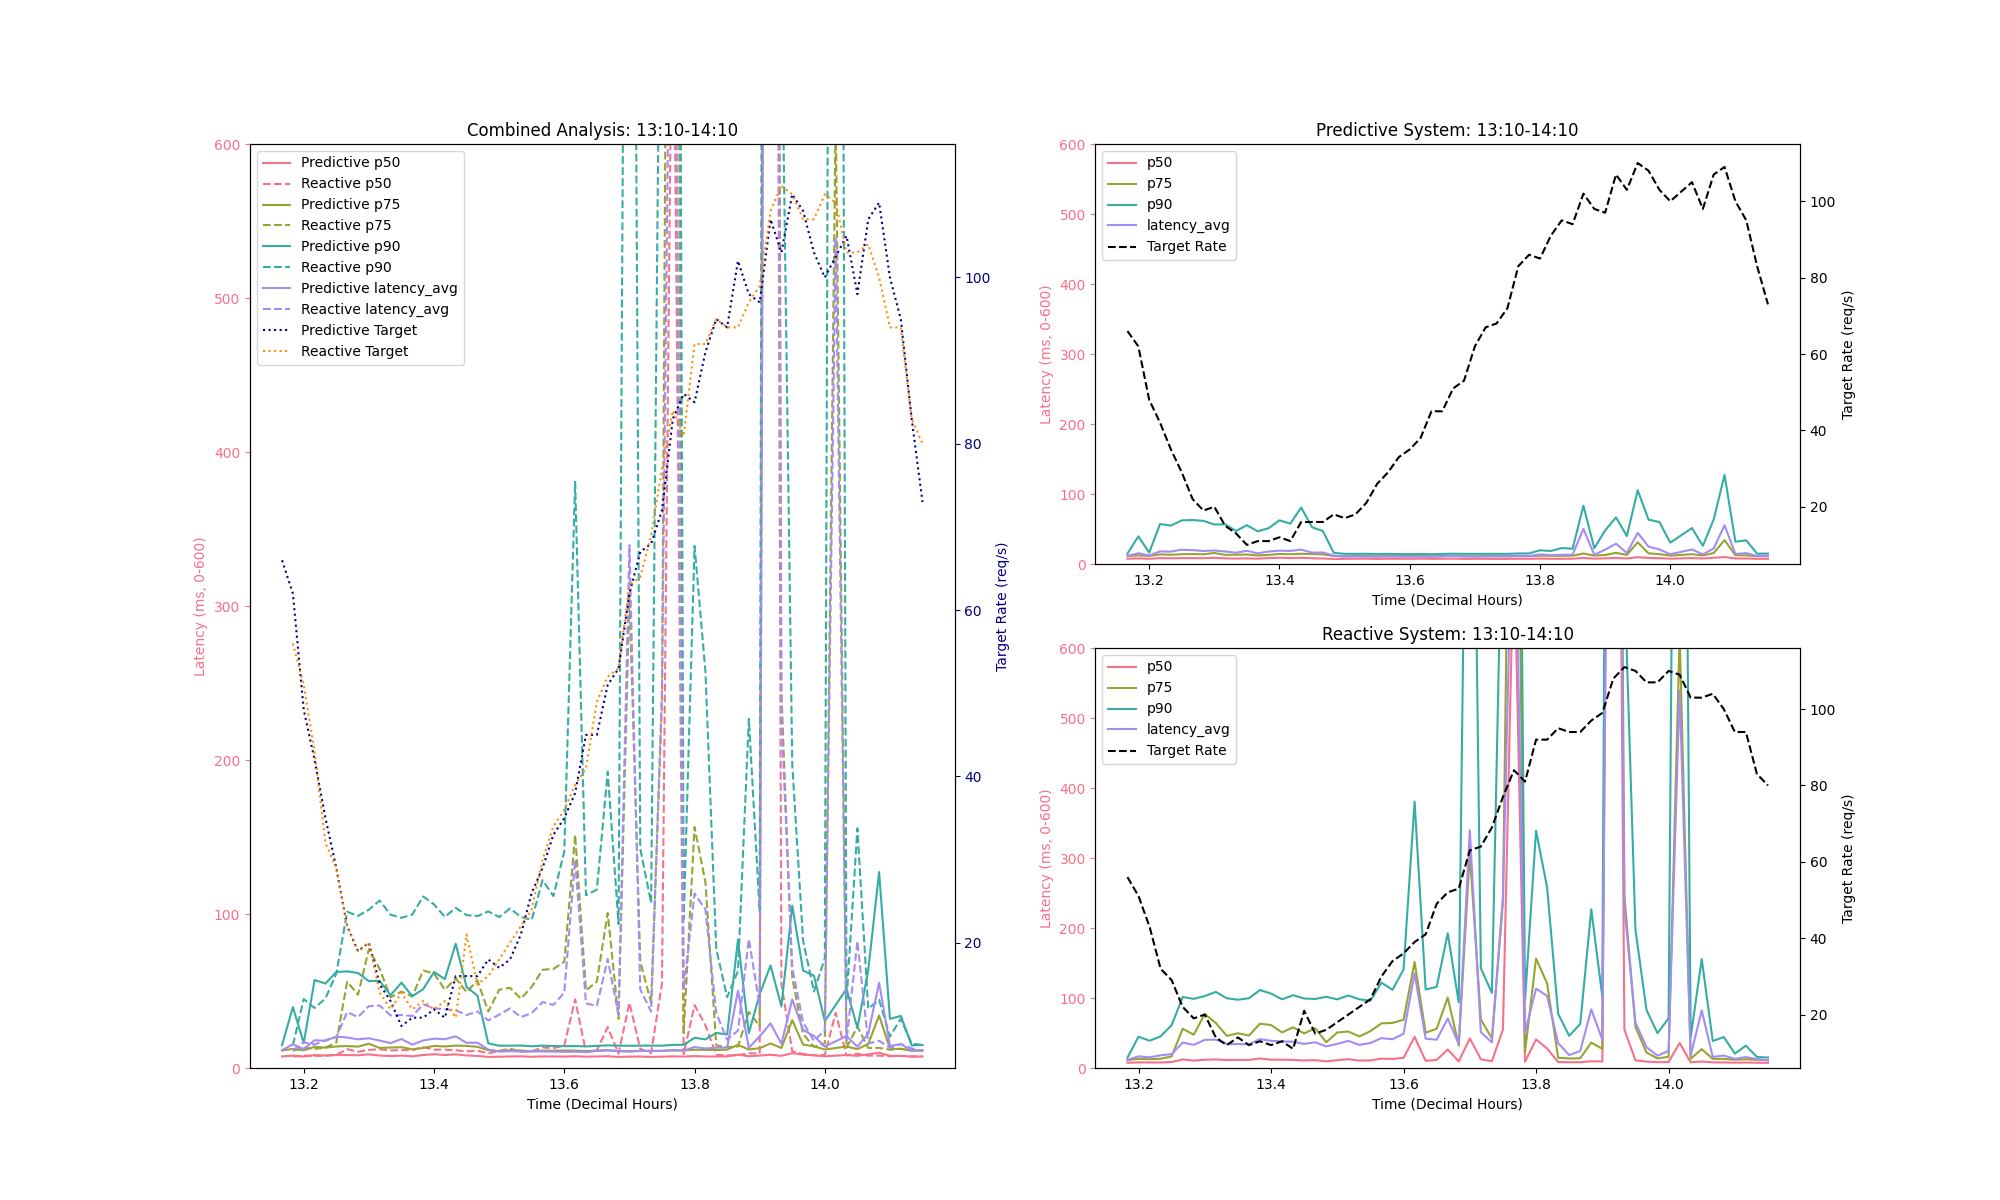 Combined Analysis: 13:10-14:10
600
500
400
300
200
100
0
Latency (ms, 0-600)
Predictive p50
Reactive p50
Predictive p75
Reactive p75
Predictive p90
Reactive p90
Predictive latency_avg
Reactive latency_avg
Predictive Target
Reactive Target
100
80
60
40
20
Target Rate (req/s)
13.2 13.4 13.6 13.8 14.0
Time (Decimal Hours)
Predictive System: 13:10-14:10
600
500
400
300
200
100
0
Latency (ms, 0-600)
p50
p75
p90
latency_avg
Target Rate
100
80
60
40
20
Target Rate (req/s)
13.2 13.4 13.6 13.8 14.0
Time (Decimal Hours)
Reactive System: 13:10-14:10
600
500
400
300
200
100
0
Latency (ms, 0-600)
p50
p75
p90
latency_avg
Target Rate
100
80
60
40
20
Target Rate (req/s)
13.2 13.4 13.6 13.8 14.0
Time (Decimal Hours)